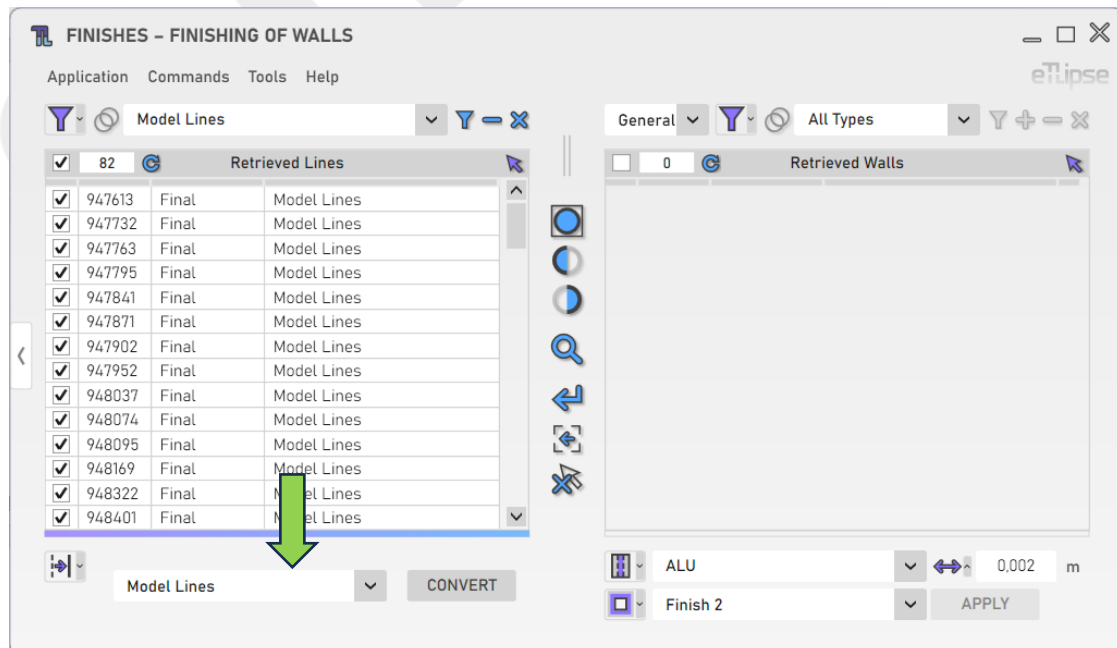 FINISHES – FINISHING OF WALLS
Application Commands Tools Help
eTLipse
Model Lines
General All Types
82 Retrieved Lines
0 Retrieved Walls
947613 Final Model Lines
947732 Final Model Lines
947763 Final Model Lines
947795 Final Model Lines
947841 Final Model Lines
947871 Final Model Lines
947902 Final Model Lines
947952 Final Model Lines
948037 Final Model Lines
948074 Final Model Lines
948095 Final Model Lines
948169 Final Model Lines
948322 Final Lines
948401 Final Lines
Model Lines CONVERT
ALU 0,002 m
Finish 2 APPLY